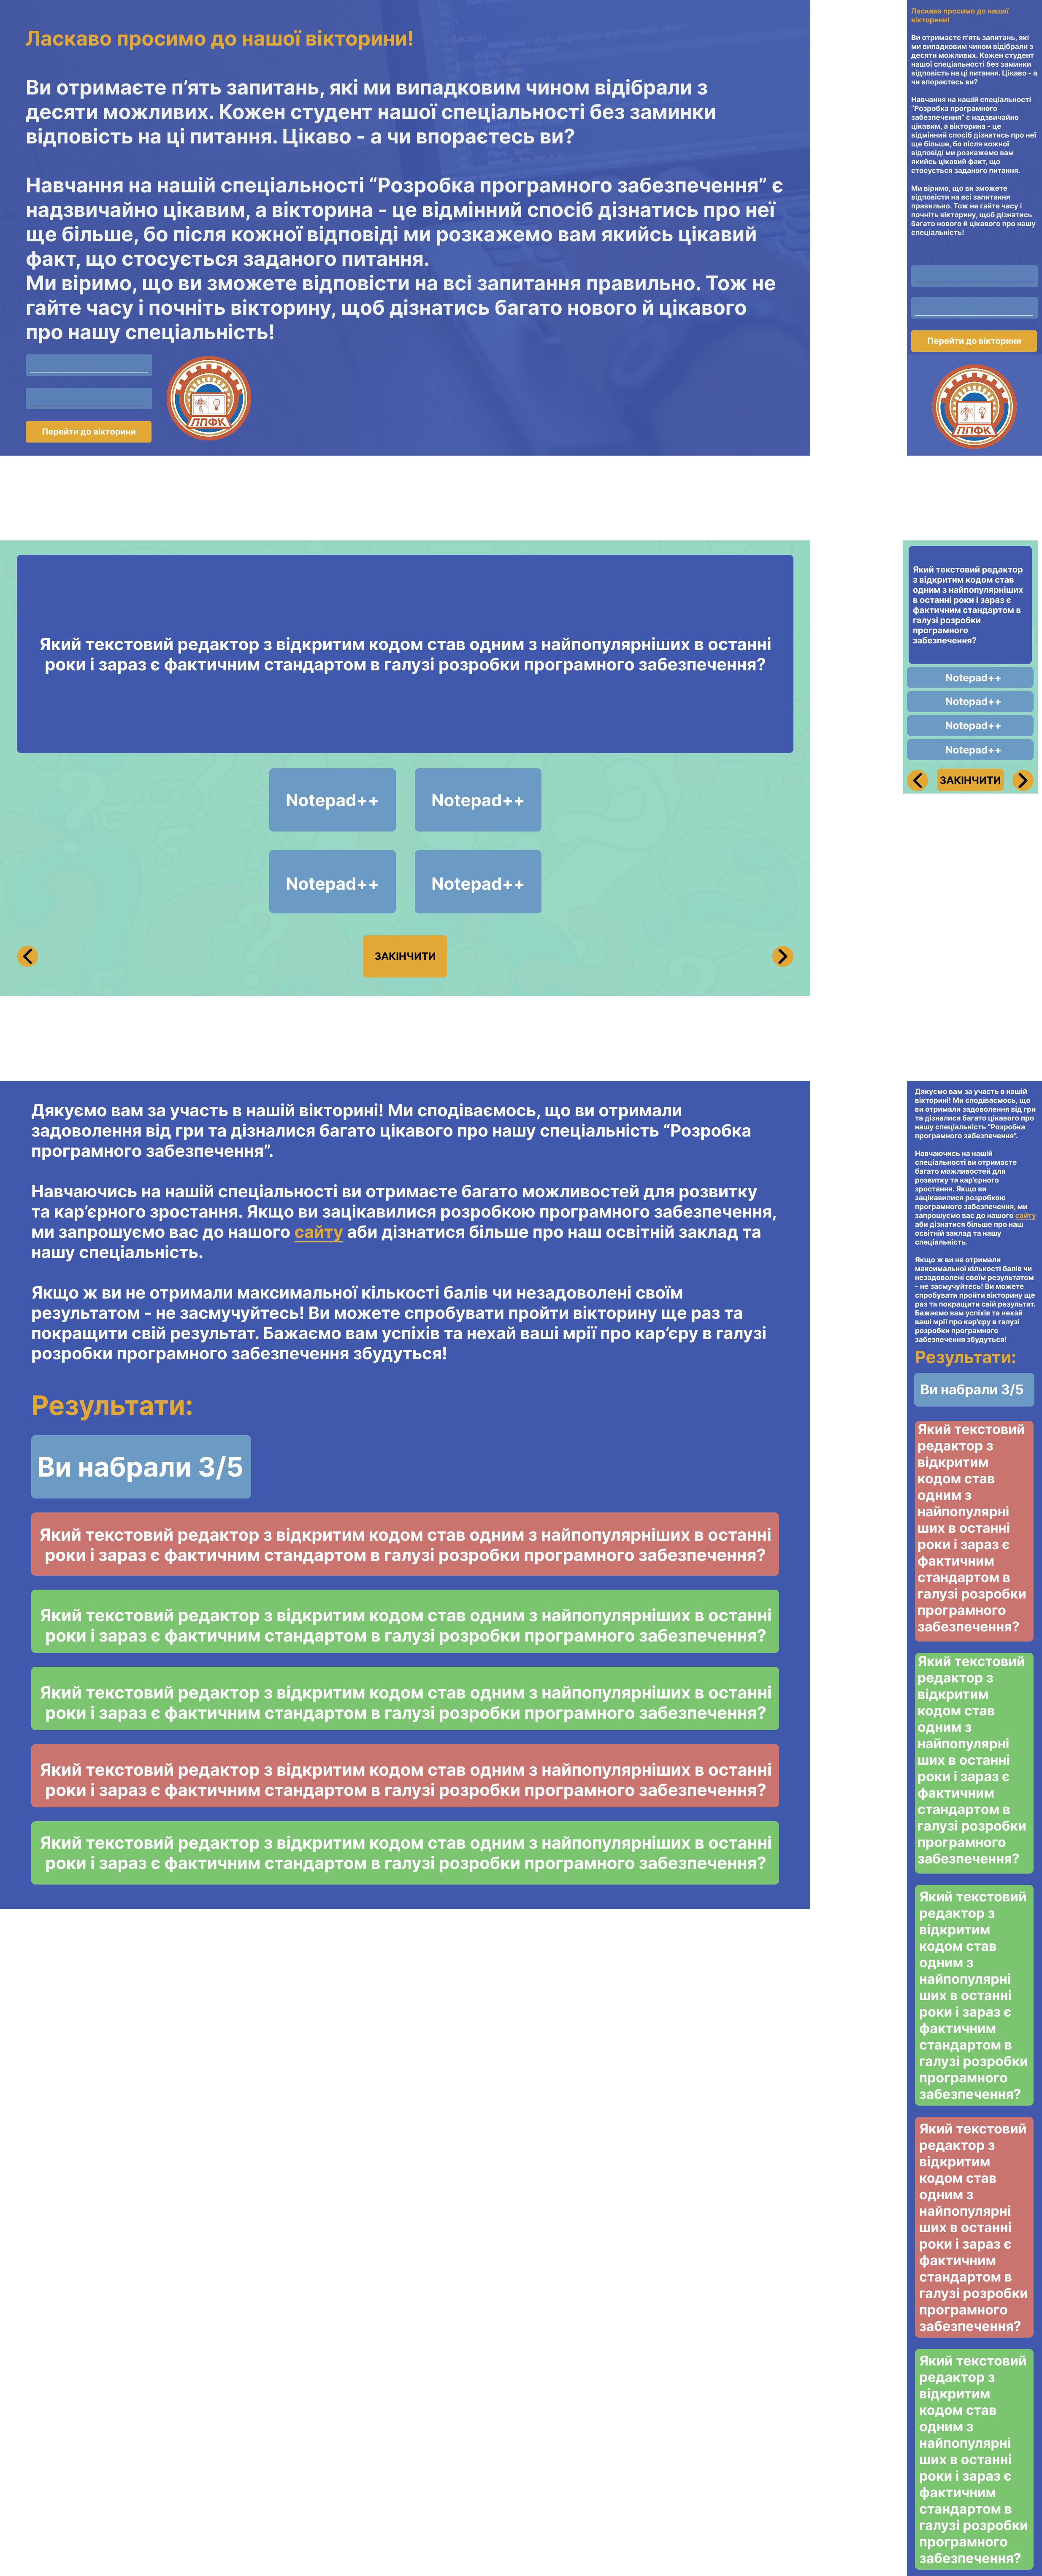 Ласкаво просимо до нашої вікторини!
Ви отримаєте п’ять запитань, які ми випадковим чином відібрали з
десяти можливих. Кожен студент нашої спеціальності без заминки
відповість на ці питання. Цікаво - а чи впораєтесь ви?
Навчання на нашій спеціальності “Розробка програмного забезпечення” є
надзвичайно цікавим, а вікторина - це відмінний спосіб дізнатись про неї
ще більше, бо після кожної відповіді ми розкажемо вам якийсь цікавий
факт, що стосується заданого питання.
Ми віримо, що ви зможете відповісти на всі запитання правильно. Тож не
гайте часу і почніть вікторину, щоб дізнатись багато нового й цікавого
про нашу спеціальність!
Перейти до вікторини
ППФК
Ласкаво просимо до нашої
вікторини!
Ви отримаєте п’ять запитань, які
ми випадковим чином відібрали з
десяти можливих. Кожен студент
нашої спеціальності без заминки
відповість на ці питання. Цікаво - а
чи впораєтесь ви?
Навчання на нашій спеціальності
“Розробка програмного
забезпечення” є надзвичайно
цікавим, а вікторина - це
відмінний спосіб дізнатись про неї
ще більше, бо після кожної
відповіді ми розкажемо вам
якийсь цікавий факт, що
стосується заданого питання.
Ми віримо, що ви зможете
відповісти на всі запитання
правильно. Тож не гайте часу і
почніть вікторину, щоб дізнатись
багато нового й цікавого про нашу
спеціальність!
Перейти до вікторини
ППФК
Який текстовий редактор з відкритим кодом став одним з найпопулярніших в останні
роки і зараз є фактичним стандартом в галузі розробки програмного забезпечення?
Notepad++ Notepad++
Notepad++ Notepad++
ЗАКІНЧИТИ
Який текстовий редактор
з відкритим кодом став
одним з найпопулярніших
в останні роки і зараз є
фактичним стандартом в
галузі розробки
програмного
забезпечення?
Notepad++
Notepad++
Notepad++
Notepad++
ЗАКІНЧИТИ
Дякуємо вам за участь в нашій вікторині! Ми сподіваємось, що ви отримали
задоволення від гри та дізналися багато цікавого про нашу спеціальність “Розробка
програмного забезпечення”.
Навчаючись на нашій спеціальності ви отримаєте багато можливостей для розвитку
та кар’єрного зростання. Якщо ви зацікавилися розробкою програмного забезпечення,
ми запрошуємо вас до нашого сайту аби дізнатися більше про наш освітній заклад та
нашу спеціальність.
Якщо ж ви не отримали максимальної кількості балів чи незадоволені своїм
результатом - не засмучуйтесь! Ви можете спробувати пройти вікторину ще раз та
покращити свій результат. Бажаємо вам успіхів та нехай ваші мрії про кар’єру в галузі
розробки програмного забезпечення збудуться!
Результати:
Ви набрали 3/5
Який текстовий редактор з відкритим кодом став одним з найпопулярніших в останні
роки і зараз є фактичним стандартом в галузі розробки програмного забезпечення?
Який текстовий редактор з відкритим кодом став одним з найпопулярніших в останні
роки і зараз є фактичним стандартом в галузі розробки програмного забезпечення?
Який текстовий редактор з відкритим кодом став одним з найпопулярніших в останні
роки і зараз є фактичним стандартом в галузі розробки програмного забезпечення?
Який текстовий редактор з відкритим кодом став одним з найпопулярніших в останні
роки і зараз є фактичним стандартом в галузі розробки програмного забезпечення?
Який текстовий редактор з відкритим кодом став одним з найпопулярніших в останні
роки і зараз є фактичним стандартом в галузі розробки програмного забезпечення?
Дякуємо вам за участь в нашій
вікторині! Ми сподіваємось, що
ви отримали задоволення від гри
та дізналися багато цікавого про
нашу спеціальність “Розробка
програмного забезпечення”.
Навчаючись на нашій
спеціальності ви отримаєте
багато можливостей для
розвитку та кар’єрного
зростання. Якщо ви
зацікавилися розробкою
програмного забезпечення, ми
запрошуємо вас до нашого сайту
аби дізнатися більше про наш
освітній заклад та нашу
спеціальність.
Якщо ж ви не отримали
максимальної кількості балів чи
незадоволені своїм результатом
- не засмучуйтесь! Ви можете
спробувати пройти вікторину ще
раз та покращити свій результат.
Бажаємо вам успіхів та нехай
ваші мрії про кар’єру в галузі
розробки програмного
забезпечення збудуться!
Результати:
Ви набрали 3/5
Який текстовий
редактор з
відкритим
кодом став
одним з
найпопулярні
ших в останні
роки і зараз є
фактичним
стандартом в
галузі розробки
програмного
забезпечення?
Який текстовий
редактор з
відкритим
кодом став
одним з
найпопулярні
ших в останні
роки і зараз є
фактичним
стандартом в
галузі розробки
програмного
забезпечення?
Який текстовий
редактор з
відкритим
кодом став
одним з
найпопулярні
ших в останні
роки і зараз є
фактичним
стандартом в
галузі розробки
програмного
забезпечення?
Який текстовий
редактор з
відкритим
кодом став
одним з
найпопулярні
ших в останні
роки і зараз є
фактичним
стандартом в
галузі розробки
програмного
забезпечення?
Який текстовий
редактор з
відкритим
кодом став
одним з
найпопулярні
ших в останні
роки і зараз є
фактичним
стандартом в
галузі розробки
програмного
забезпечення?